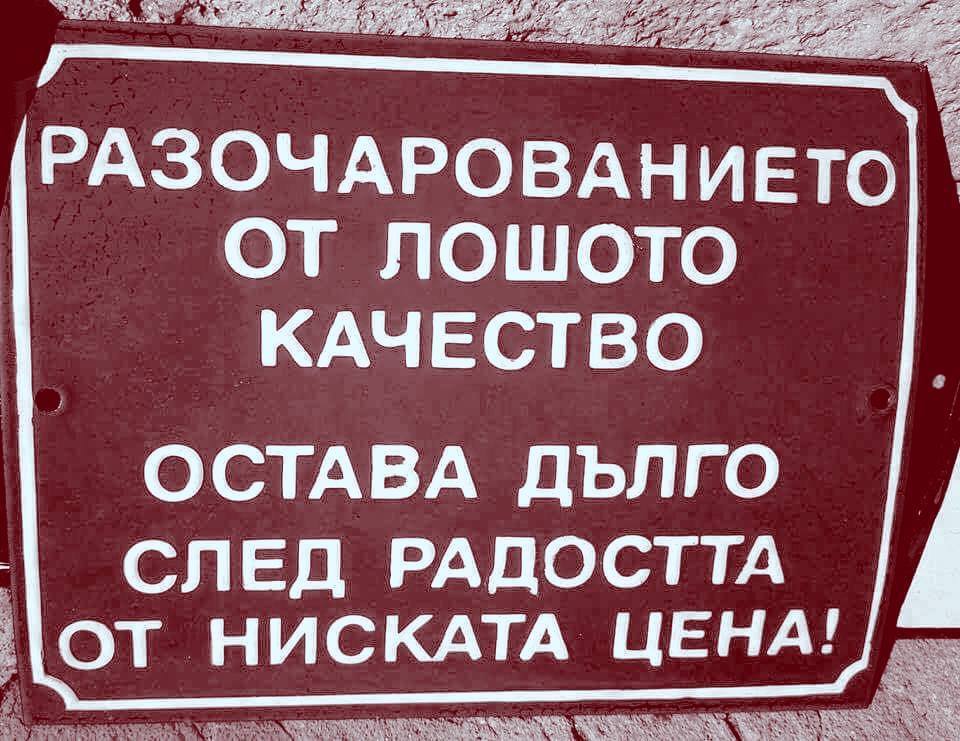 РАЗОЧАРОВАНИЕТО
ОТ ЛОШОТО
КАЧЕСТВО
ОСТАВА ДЪЛГО
СЛЕД РАДОСТТА
ОТ НИСКАТА ЦЕНА!